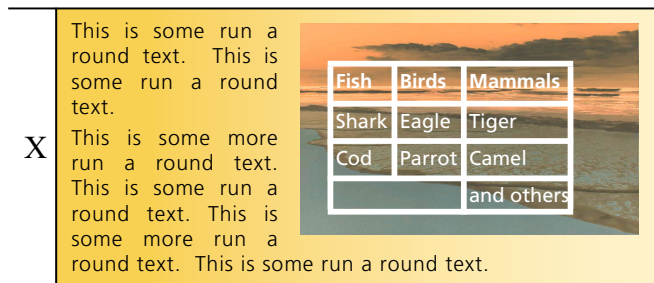 X
This is some run a
round text. This is
some run a round
text.
This is some more
run a round text.
This is some run a
round text. This is
some more run a
round text. This is some run a round text.
Fish Birds Mammals
Shark Eagle Tiger
Cod Parrot Camel
and others